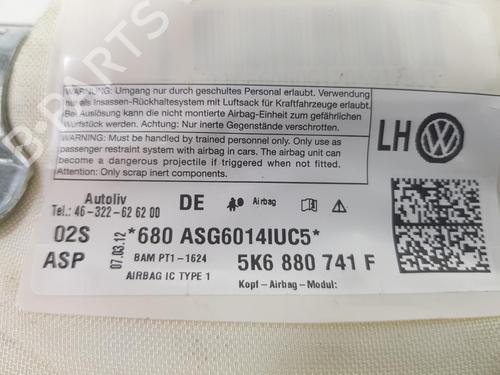 B-PARTS
WARNUNG: Umgang nur durch geschultes Personal erlaubt. Verwendung
nur als Insassen-Rückhaltesystem mit Luftsack für Kraftfahrzeuge erlaubt.
Bei Auslösung kann die nicht montierte Airbag-Einheit zum gefährlichen
Wurfstück werden. Achtung: Nur inerte Gegenstände verschrotten.
WARNING: Must be handled by trained personnel only. Only use as
passenger restraint system with airbag in cars. The airbag unit can
become a dangerous projectile if triggered when not fitted.
Attention: Only scrap inert components.
LH
Autoliv
Tel.: 46-322-62 62 00
DE
Airbag
02S
ASP
07.03.12
*680 ASG6014IUC5*
BAM PT1-1624
AIRBAG IC TYPE 1
5K6 880 741 F
Kopf-Airbag-Modul: